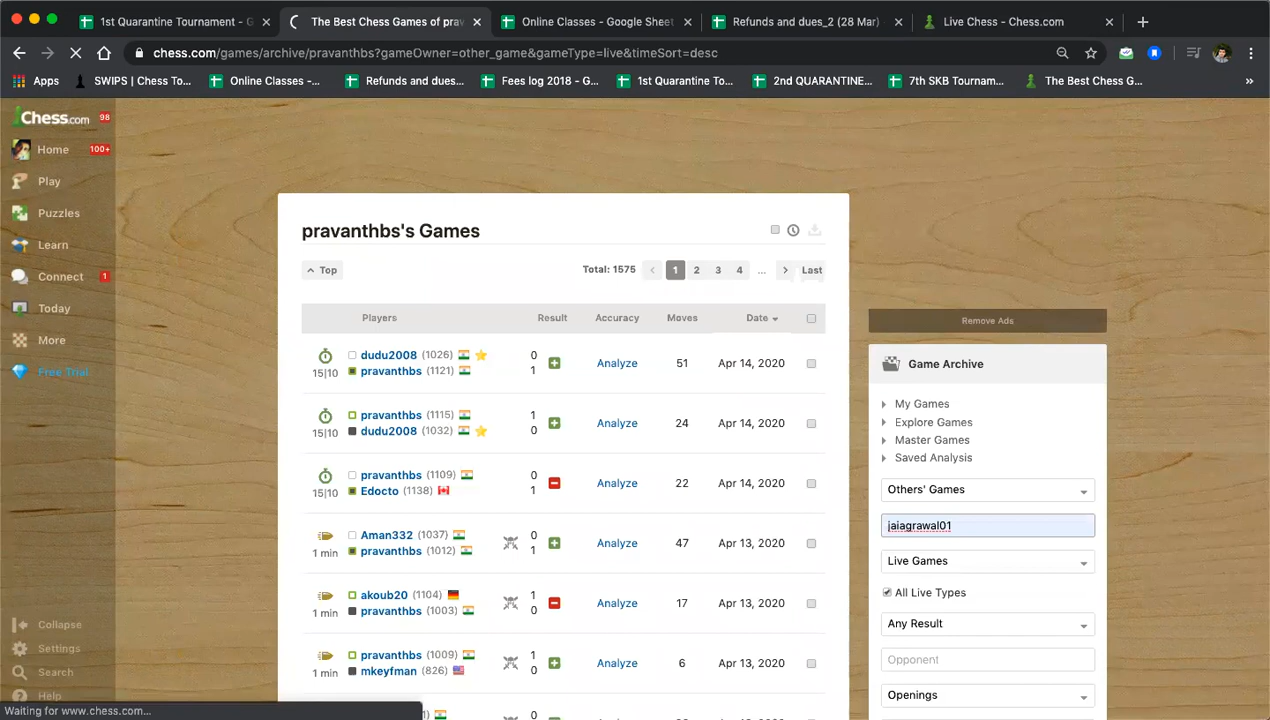 1st Quarantine Tournament - G
The Best Chess Games of prav
Online Classes - Google Sheet
Refunds and dues_2 (28 Mar)
Live Chess - Chess.com
chess.com/games/archive/pravanthbs?gameOwner=other_game&gameType=live&timeSort=desc
Apps
SWIPS | Chess To...
Online Classes -...
Refunds and dues...
Fees log 2018 - G...
1st Quarantine To...
2nd QUARANTINE...
7th SKB Tournam...
The Best Chess G...
»
Chess.com 98
Home 100+
Play
Puzzles
Learn
Connect 1
Today
More
Free Trial
Collapse
Settings
Search
Help
pravanthbs's Games
Top
Total: 1575 1 2 3 4 ... Last
Players Result Accuracy Moves Date
15|10
dudu2008 (1026) 0
pravanthbs (1121) 1
Analyze 51 Apr 14, 2020
15|10
pravanthbs (1115) 1
dudu2008 (1032) 0
Analyze 24 Apr 14, 2020
15|10
pravanthbs (1109) 0
Edocto (1138) 1
Analyze 22 Apr 14, 2020
1 min
Aman332 (1037) 0
pravanthbs (1012) 1
Analyze 47 Apr 13, 2020
1 min
akoub20 (1104) 1
pravanthbs (1003) 0
Analyze 17 Apr 13, 2020
1 min
pravanthbs (1009) 1
mkeyfman (826) 0
Analyze 6 Apr 13, 2020
0
Remove Ads
Game Archive
My Games
Explore Games
Master Games
Saved Analysis
Others' Games
jaiagrawal01
Live Games
All Live Types
Any Result
Opponent
Openings
Waiting for www.chess.com...